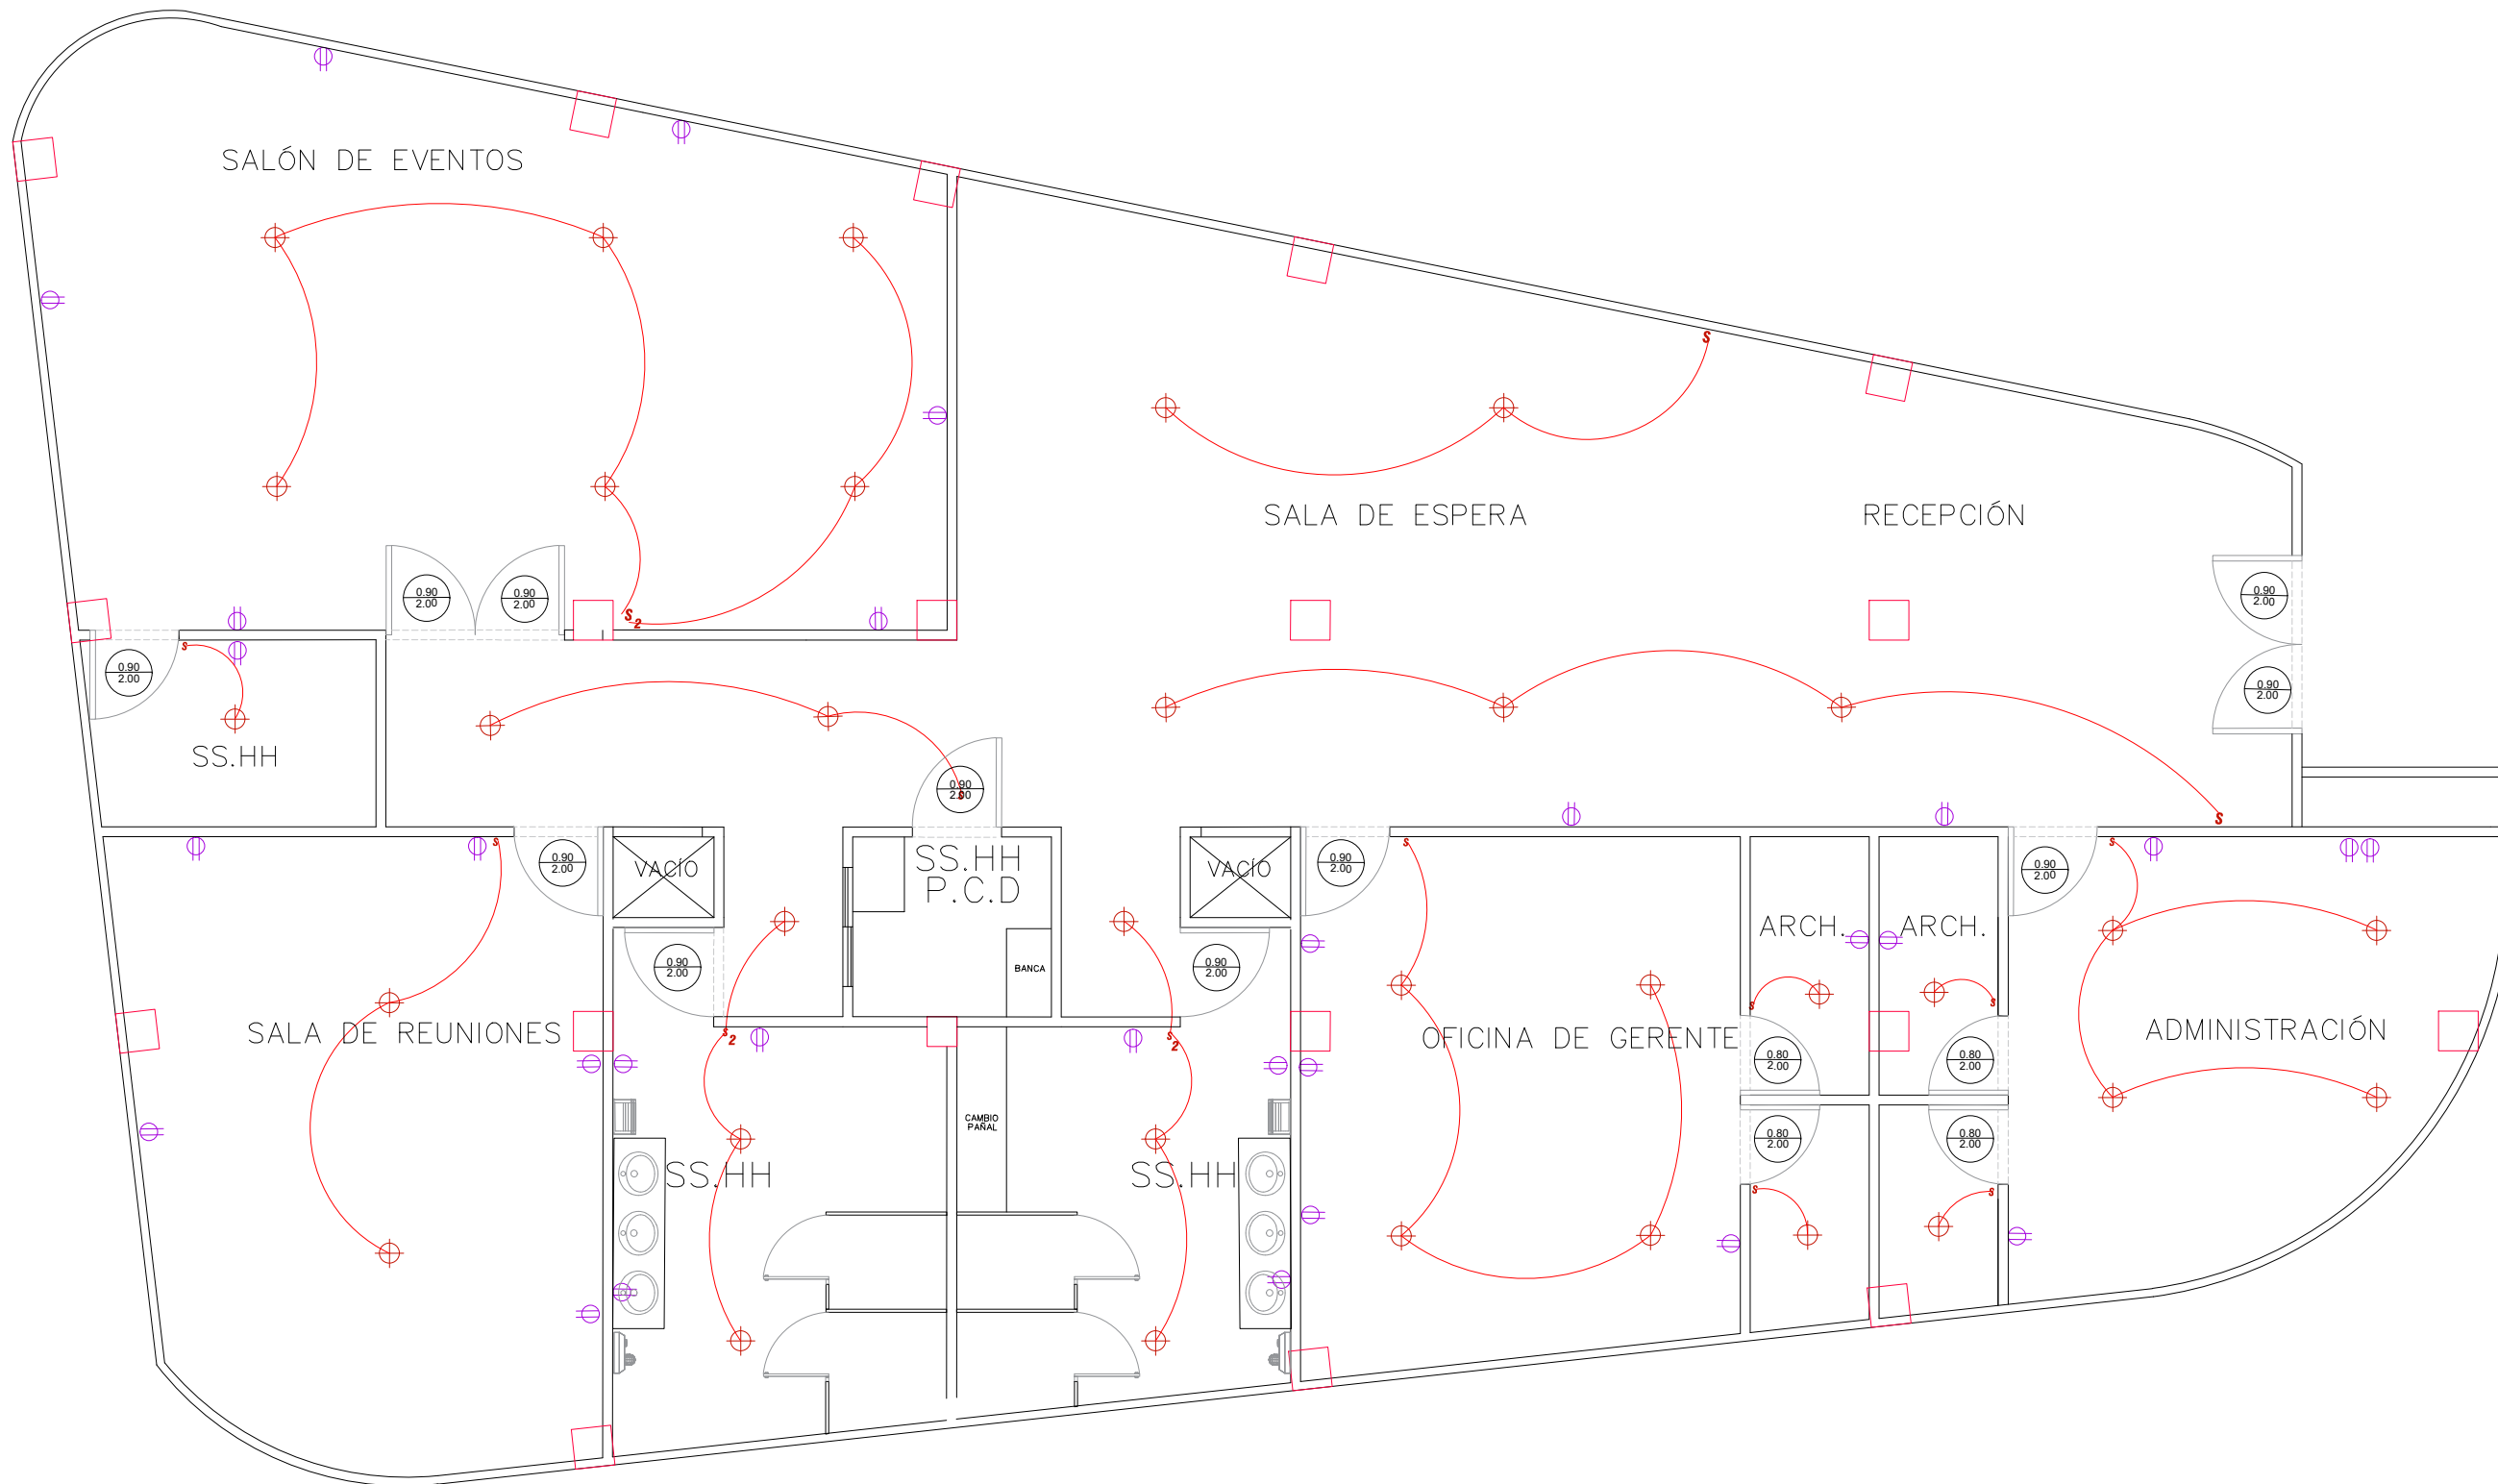 SALÓN DE EVENTOS
S
SALA DE ESPERA
RECEPCIÓN
0.90
2.00
0.90
2.00
0.90
2.00
0.90
2.00
S2
S
0.90
2.00
SS.HH
0.90
2.00
S
S
S
S
S
0.90
2.00
VACÍO
SS.HH
P.C.D
VACÍO
0.90
2.00
0.90
2.00
ARCH.
ARCH.
0.90
2.00
BANCA
0.90
2.00
S
S
SALA DE REUNIONES
S2
S2
OFICINA DE GERENTE
ADMINISTRACIÓN
0.80
2.00
0.80
2.00
CAMBIO
PAÑAL
0.80
2.00
0.80
2.00
SS.HH
SS.HH
S
S